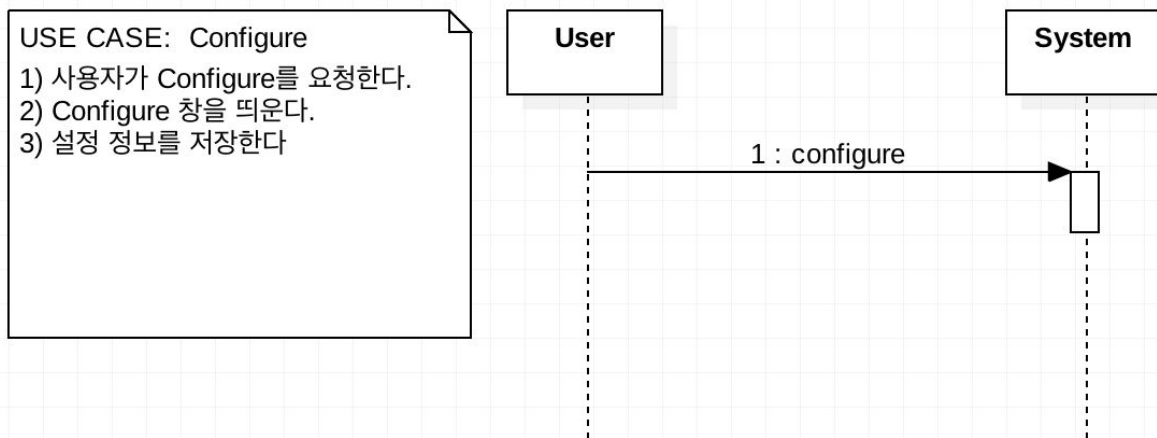 USE CASE:  Configure
1) 사용자가 Configure를 요청한다.
2) Configure 창을 띄운다.
3) 설정 정보를 저장한다
User
System
1 : configure